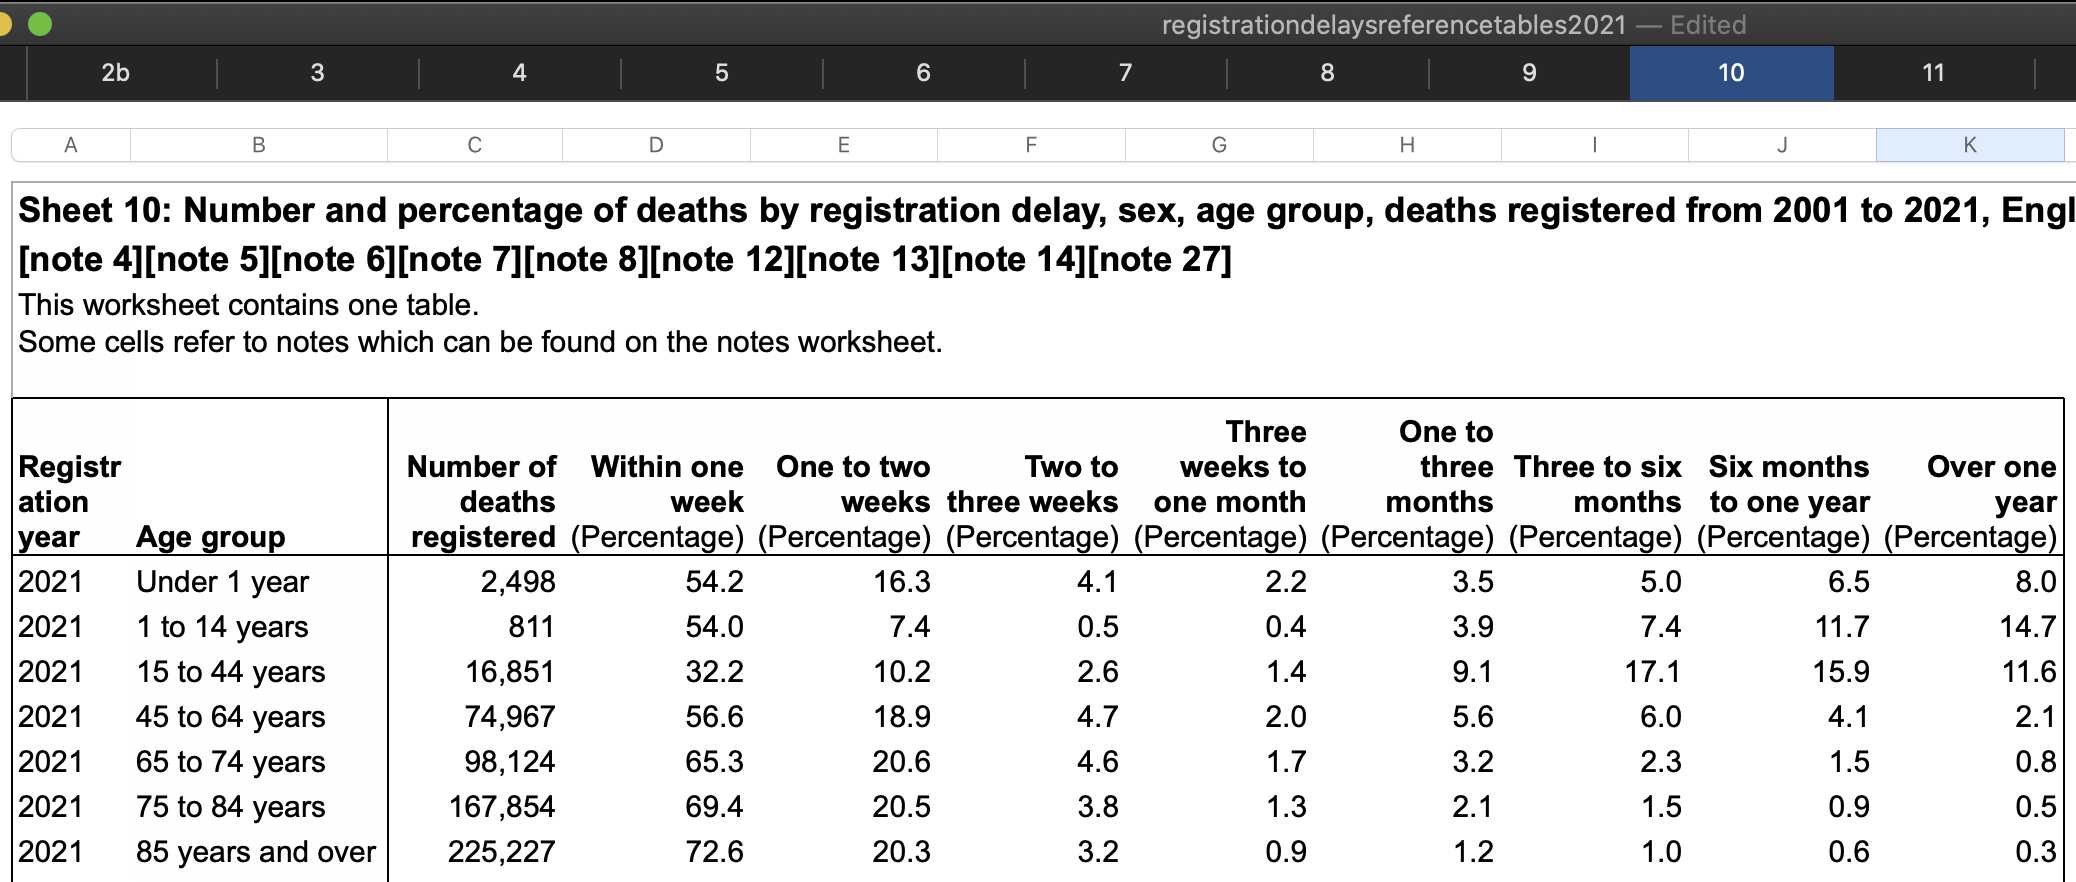 registrationdelaysreferencetables2021 — Edited
2b 3 4 5 6 7 8 9 10 11
A B C D E F G H I J K
Sheet 10: Number and percentage of deaths by registration delay, sex, age group, deaths registered from 2001 to 2021, Engl
[note 4][note 5][note 6][note 7][note 8][note 12][note 13][note 14][note 27]
This worksheet contains one table.
Some cells refer to notes which can be found on the notes worksheet.
Three One to
Registr Number of Within one One to two Two to weeks to three Three to six Six months Over one
ation deaths week weeks three weeks one month months months to one year year
year Age group registered (Percentage) (Percentage) (Percentage) (Percentage) (Percentage) (Percentage) (Percentage) (Percentage)
2021 Under 1 year 2,498 54.2 16.3 4.1 2.2 3.5 5.0 6.5 8.0
2021 1 to 14 years 811 54.0 7.4 0.5 0.4 3.9 7.4 11.7 14.7
2021 15 to 44 years 16,851 32.2 10.2 2.6 1.4 9.1 17.1 15.9 11.6
2021 45 to 64 years 74,967 56.6 18.9 4.7 2.0 5.6 6.0 4.1 2.1
2021 65 to 74 years 98,124 65.3 20.6 4.6 1.7 3.2 2.3 1.5 0.8
2021 75 to 84 years 167,854 69.4 20.5 3.8 1.3 2.1 1.5 0.9 0.5
2021 85 years and over 225,227 72.6 20.3 3.2 0.9 1.2 1.0 0.6 0.3